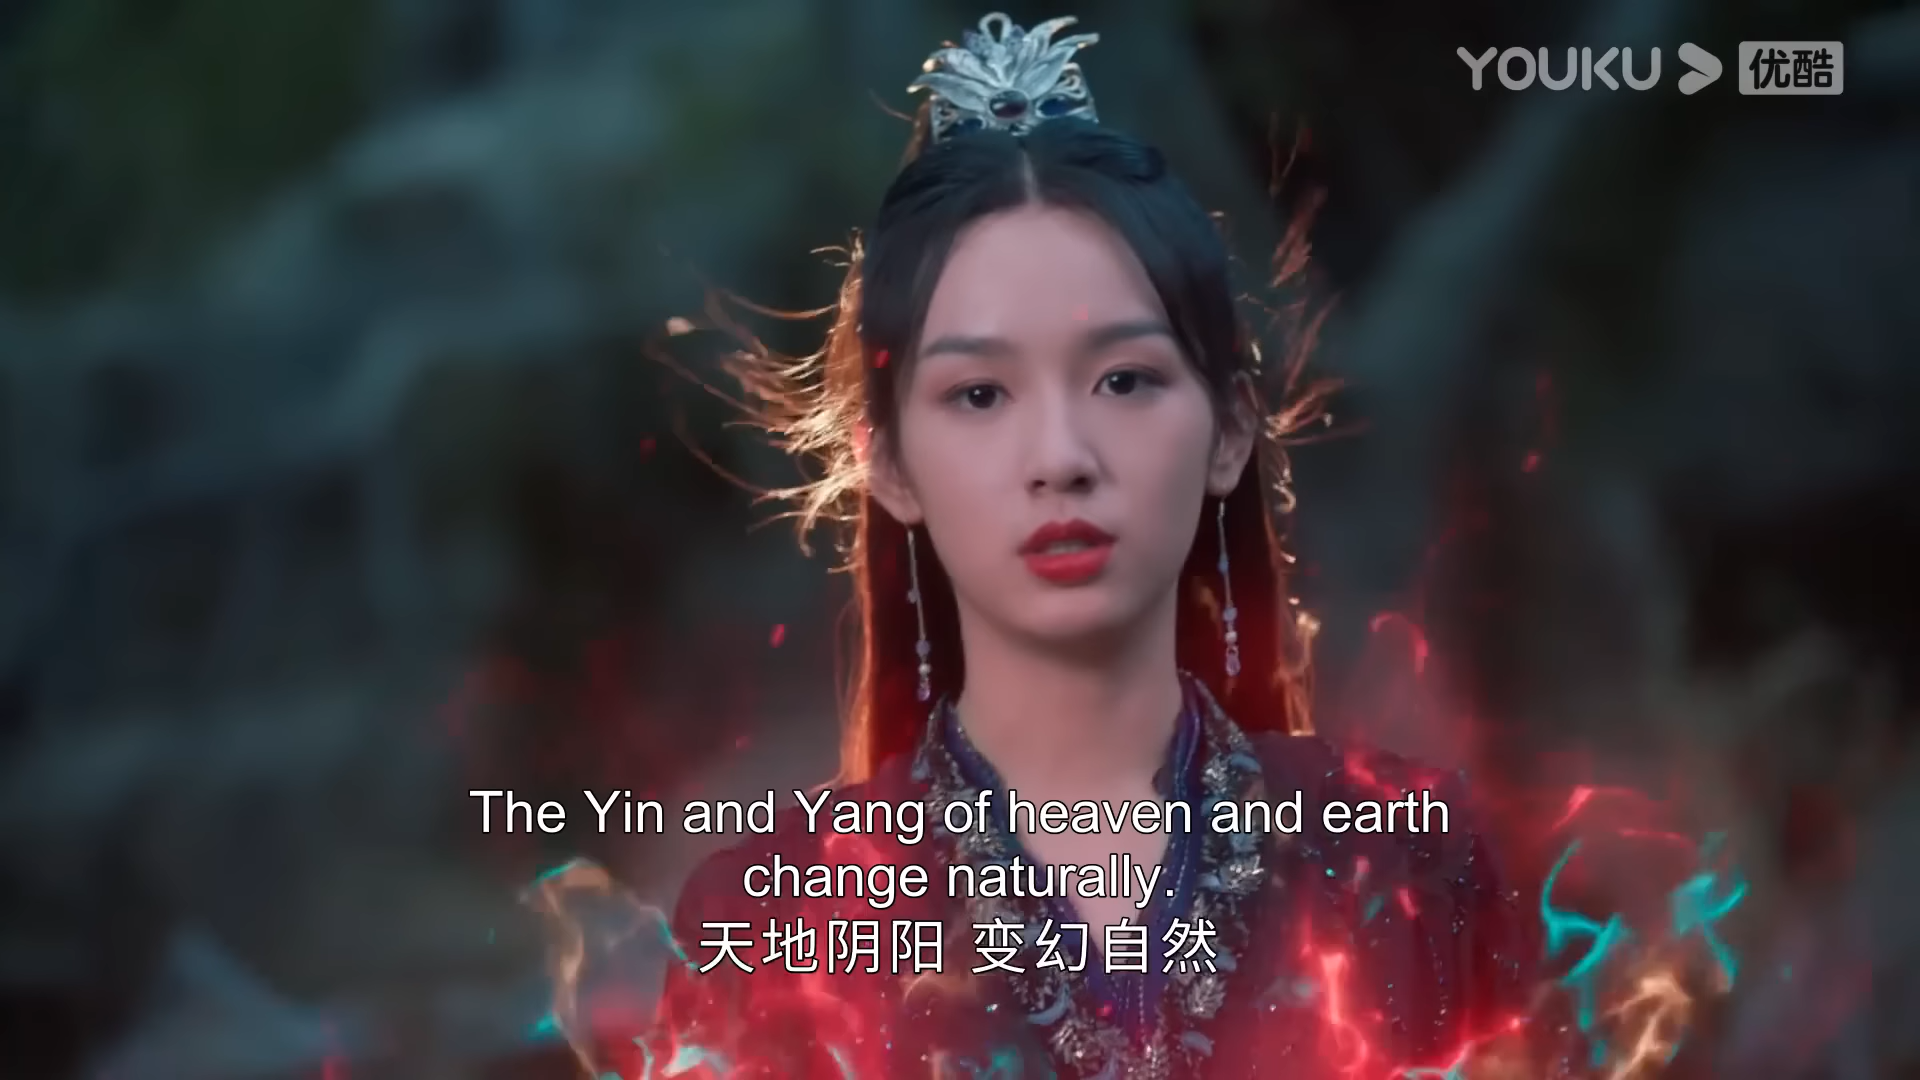 YOUKU 优酷
The Yin and Yang of heaven and earth
change naturally.
天地阴阳 变幻自然